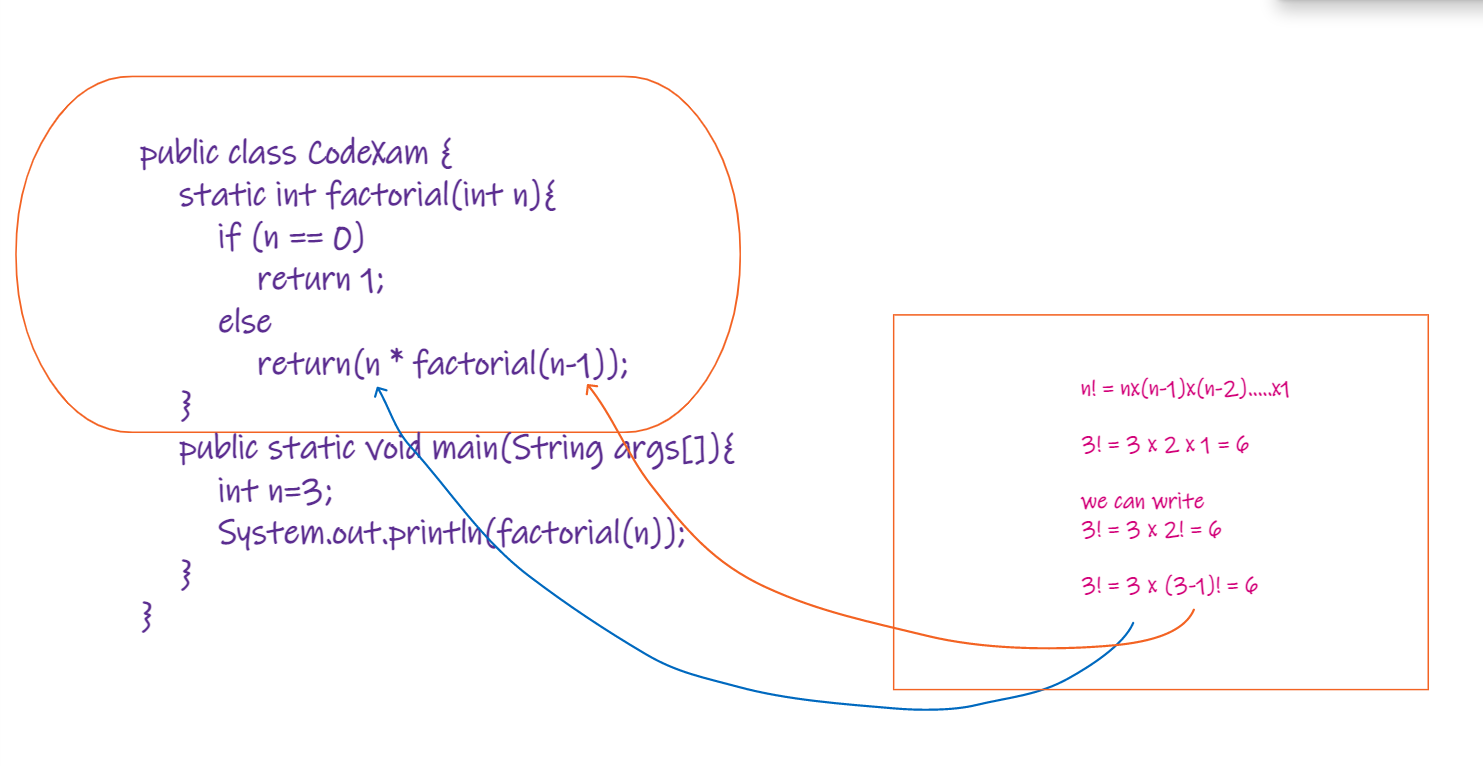 public class CodeXam {
static int factorial(int n){
if (n == 0)
return 1;
else
return(n * factorial(n-1));
}
public static void main(String args[]){
int n=3;
System.out.println(factorial(n));
}
}
n! = nx(n-1)x(n-2).....x1
3! = 3 x 2 x 1 = 6
we can write
3! = 3 x 2! = 6
3! = 3 x (3-1)! = 6